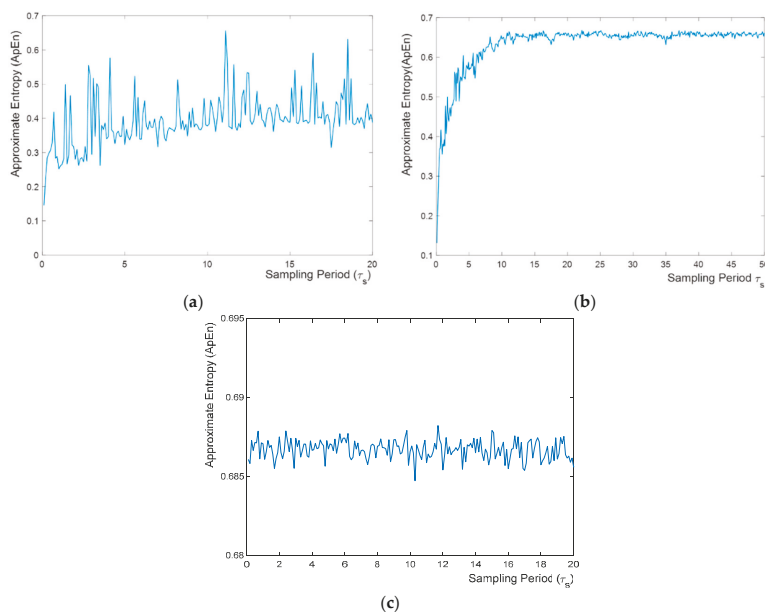 0.7
0.6
0.5
0.4
0.3
0.2
0.1
0
Approximate Entropy (ApEn)
0 5 10 15 20
Sampling Period (τs)
(a)
0.7
0.6
0.5
0.4
0.3
0.2
0.1
Approximate Entropy(ApEn)
0 5 10 15 20 25 30 35 40 45 50
Sampling Period τs
(b)
0.695
0.69
0.685
0.68
Approximate Entropy (ApEn)
0 2 4 6 8 10 12 14 16 18 20
Sampling Period (τs)
(c)